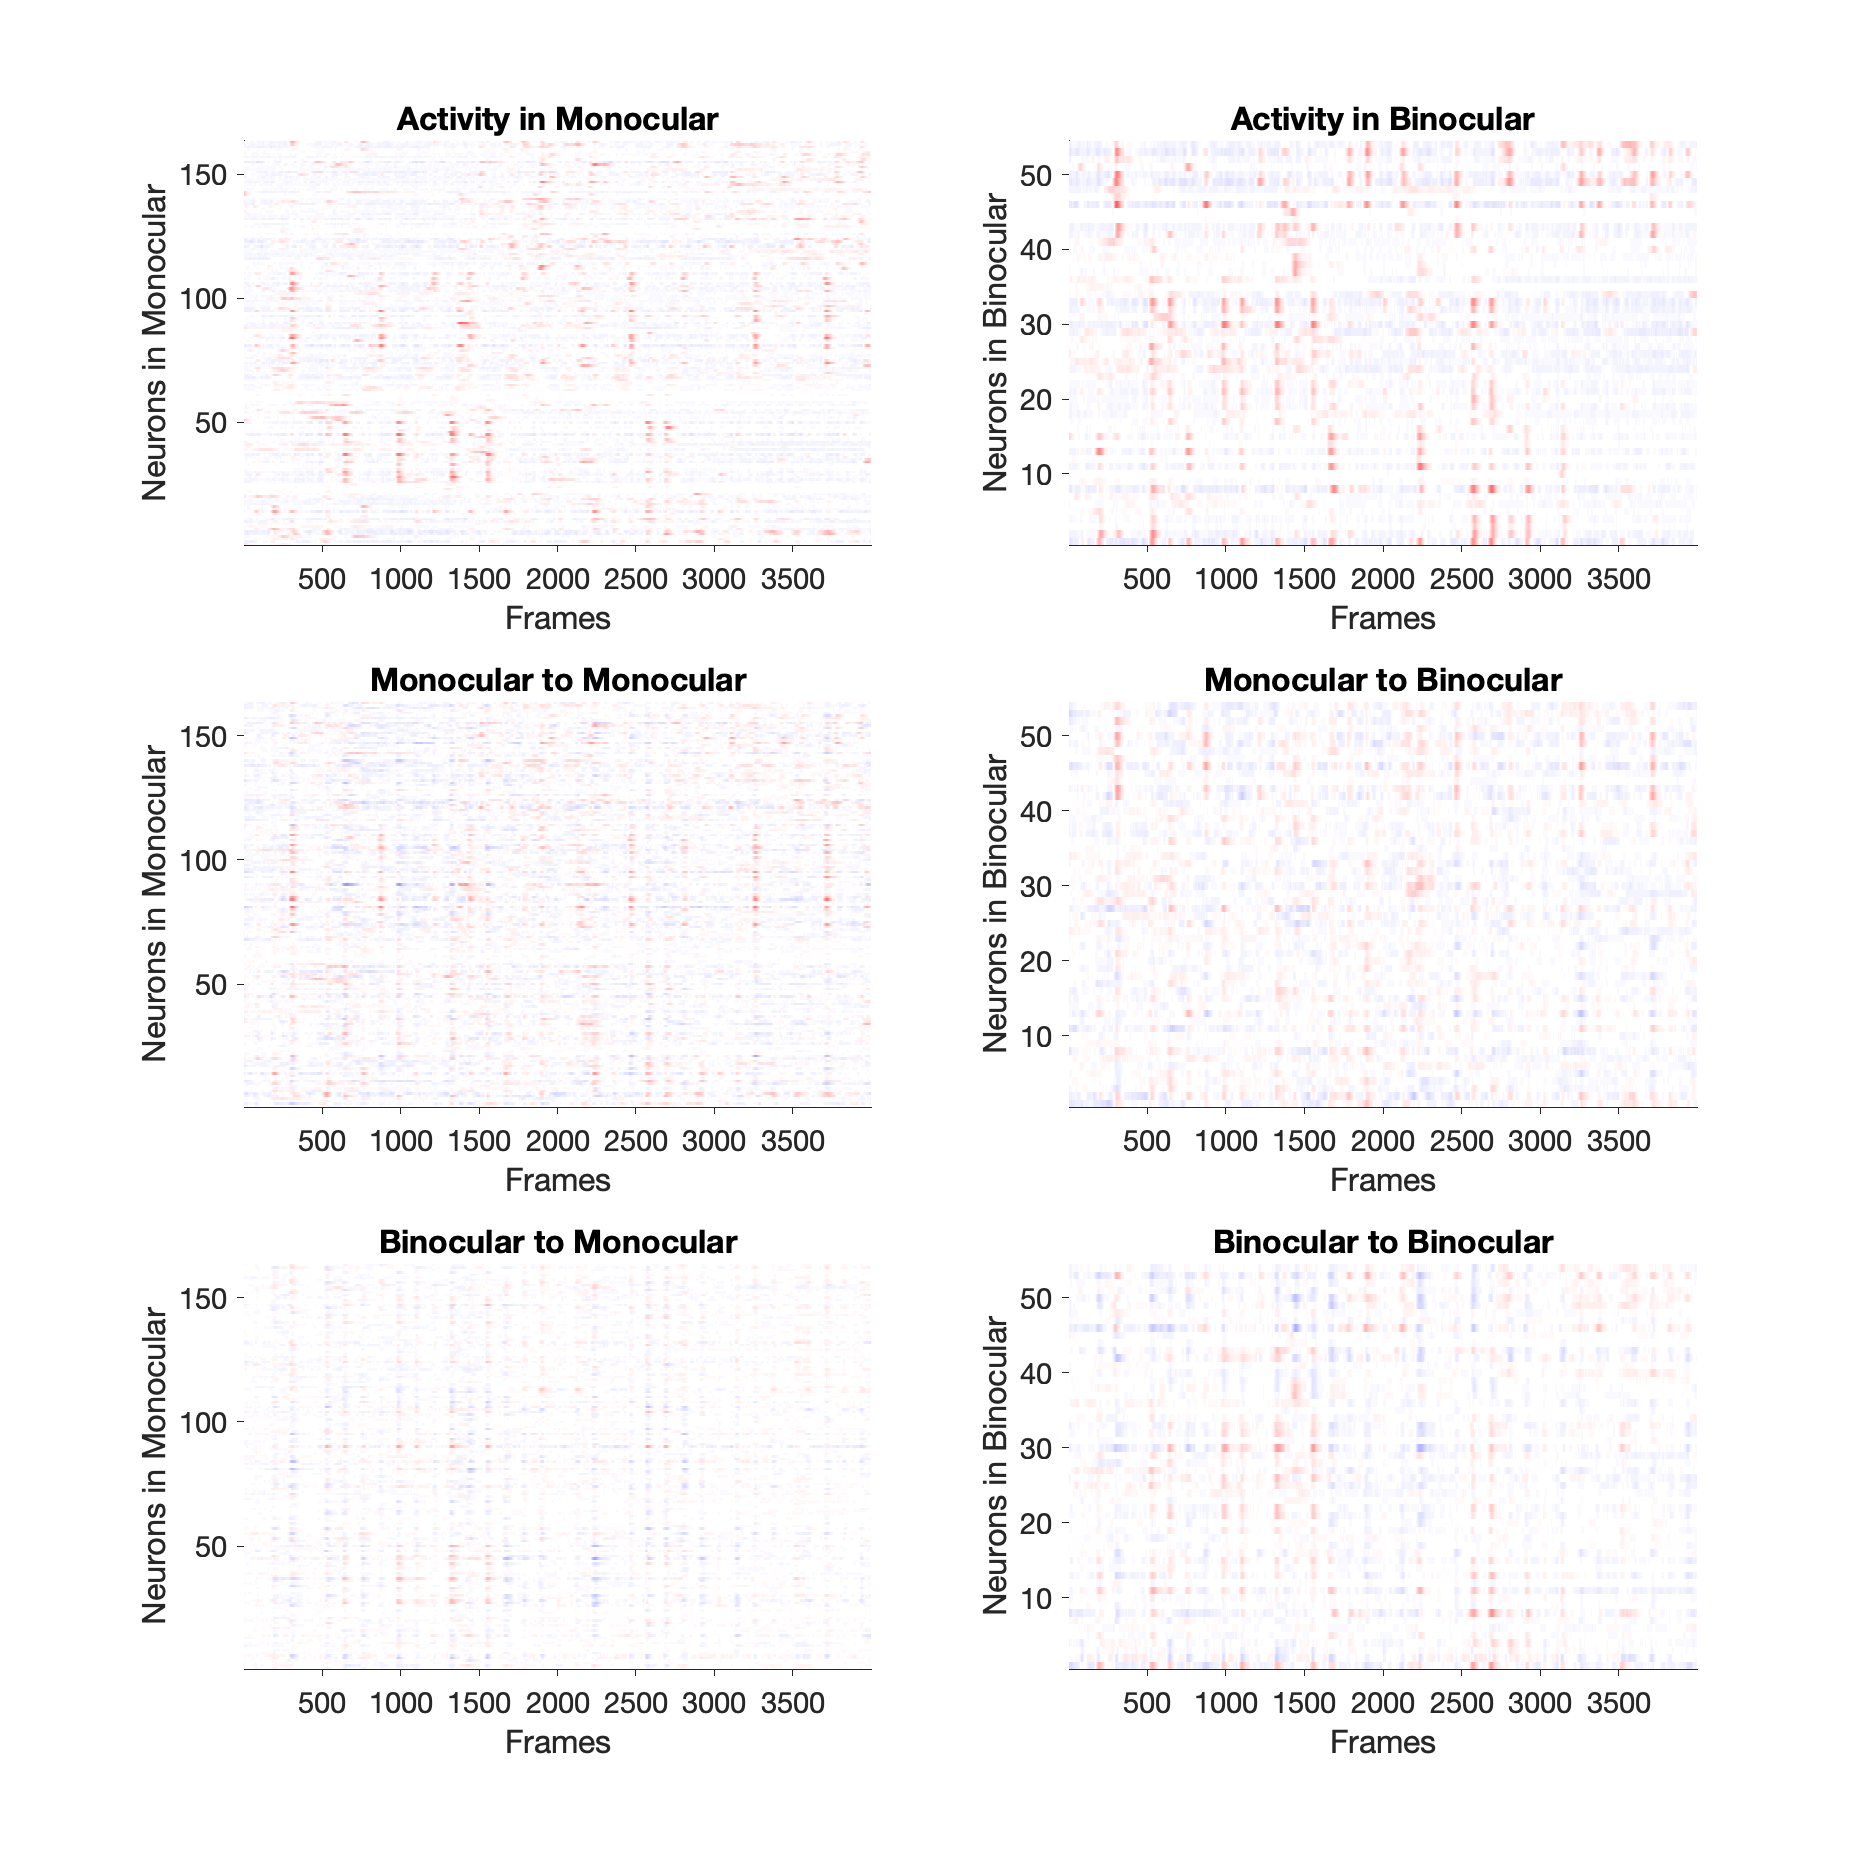 Activity in Monocular
Neurons in Monocular
150
100
50
500 1000 1500 2000 2500 3000 3500
Frames
Activity in Binocular
Neurons in Binocular
50
40
30
20
10
500 1000 1500 2000 2500 3000 3500
Frames
Monocular to Monocular
Neurons in Monocular
150
100
50
500 1000 1500 2000 2500 3000 3500
Frames
Monocular to Binocular
Neurons in Binocular
50
40
30
20
10
500 1000 1500 2000 2500 3000 3500
Frames
Binocular to Monocular
Neurons in Monocular
150
100
50
500 1000 1500 2000 2500 3000 3500
Frames
Binocular to Binocular
Neurons in Binocular
50
40
30
20
10
500 1000 1500 2000 2500 3000 3500
Frames